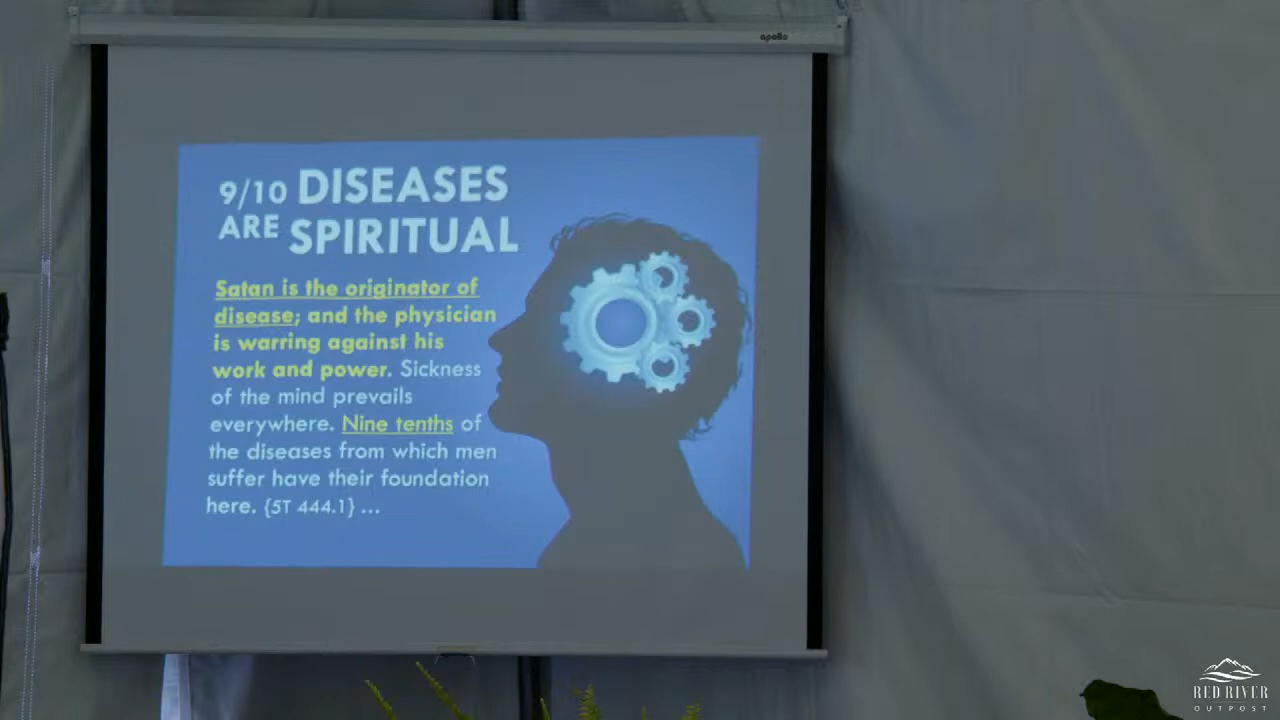 apollo
9/10 DISEASES
ARE SPIRITUAL
Satan is the originator of
disease; and the physician
is warring against his
work and power. Sickness
of the mind prevails
everywhere. Nine tenths of
the diseases from which men
suffer have their foundation
here. {5T 444.1} ...
RED RIVER
OUTPOST